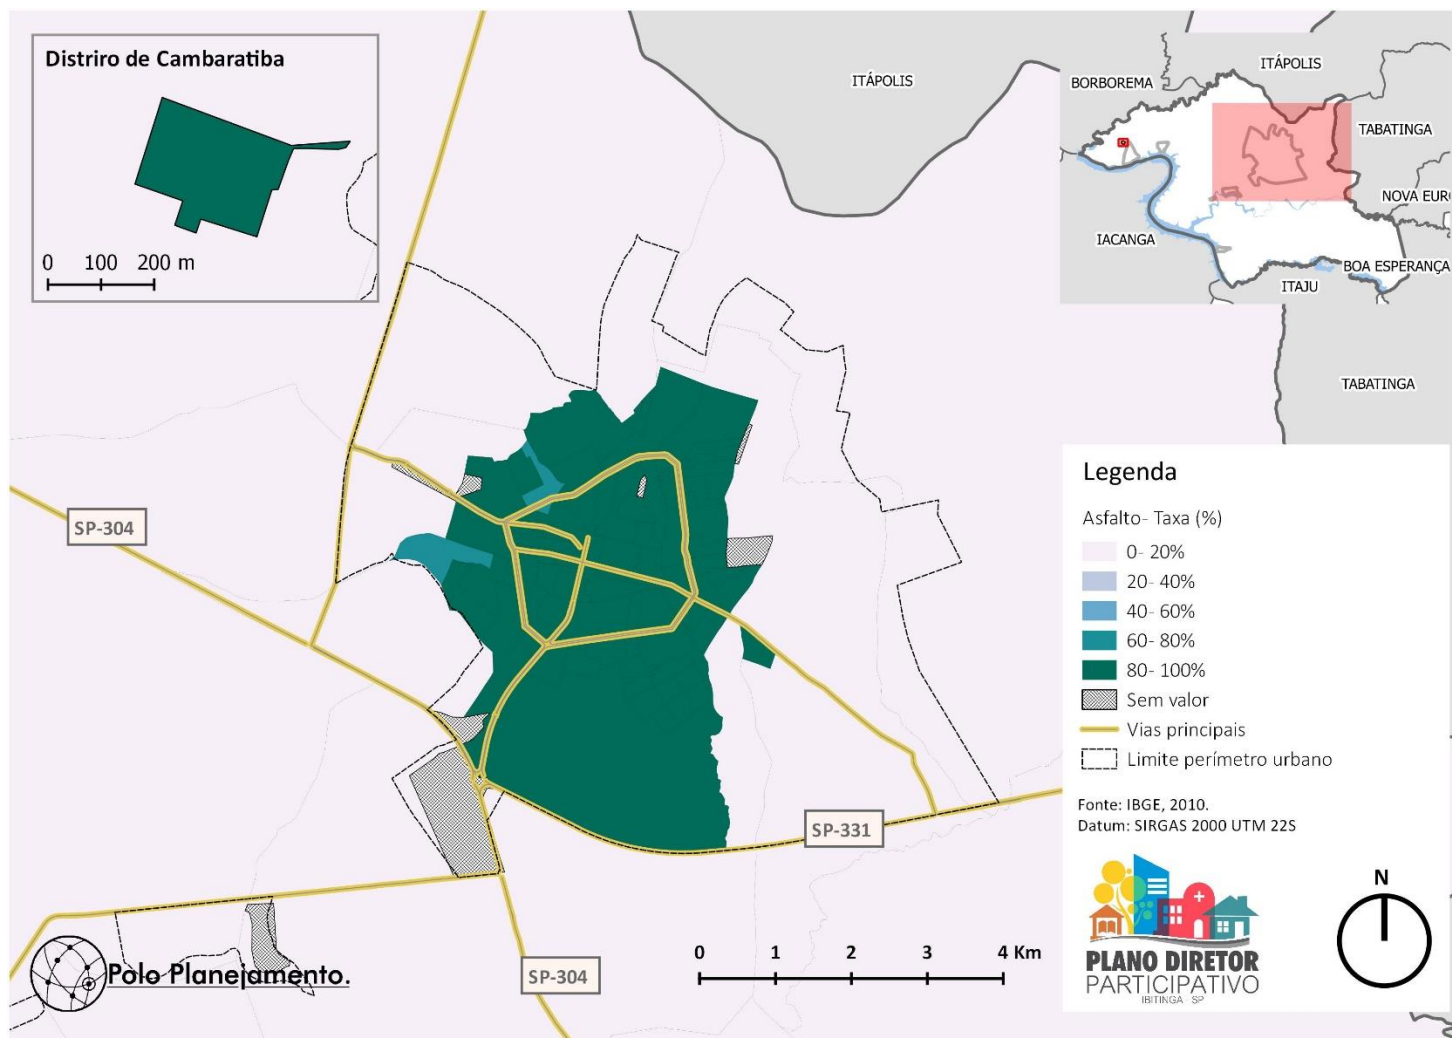 Distriro de Cambaratiba
0 100 200 m
ITÁPOLIS
BORBOREMA
ITÁPOLIS
TABATINGA
NOVA EUR
IACANGA
BOA ESPERANÇA
ITAJU
TABATINGA
SP-304
SP-331
SP-304
Legenda
Asfalto- Taxa (%)
0- 20%
20- 40%
40- 60%
60- 80%
80- 100%
Sem valor
Vias principais
Limite perímetro urbano
Fonte: IBGE, 2010.
Datum: SIRGAS 2000 UTM 22S
PLANO DIRETOR
PARTICIPATIVO
IBITINGA - SP
N
0 1 2 3 4 Km
Polo Planejamento.